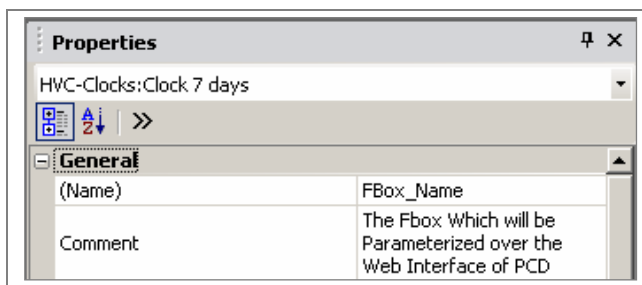 Properties
HVC-Clocks:Clock 7 days
General
(Name) FBox_Name
Comment The Fbox Which will be
Parameterized over the
Web Interface of PCD